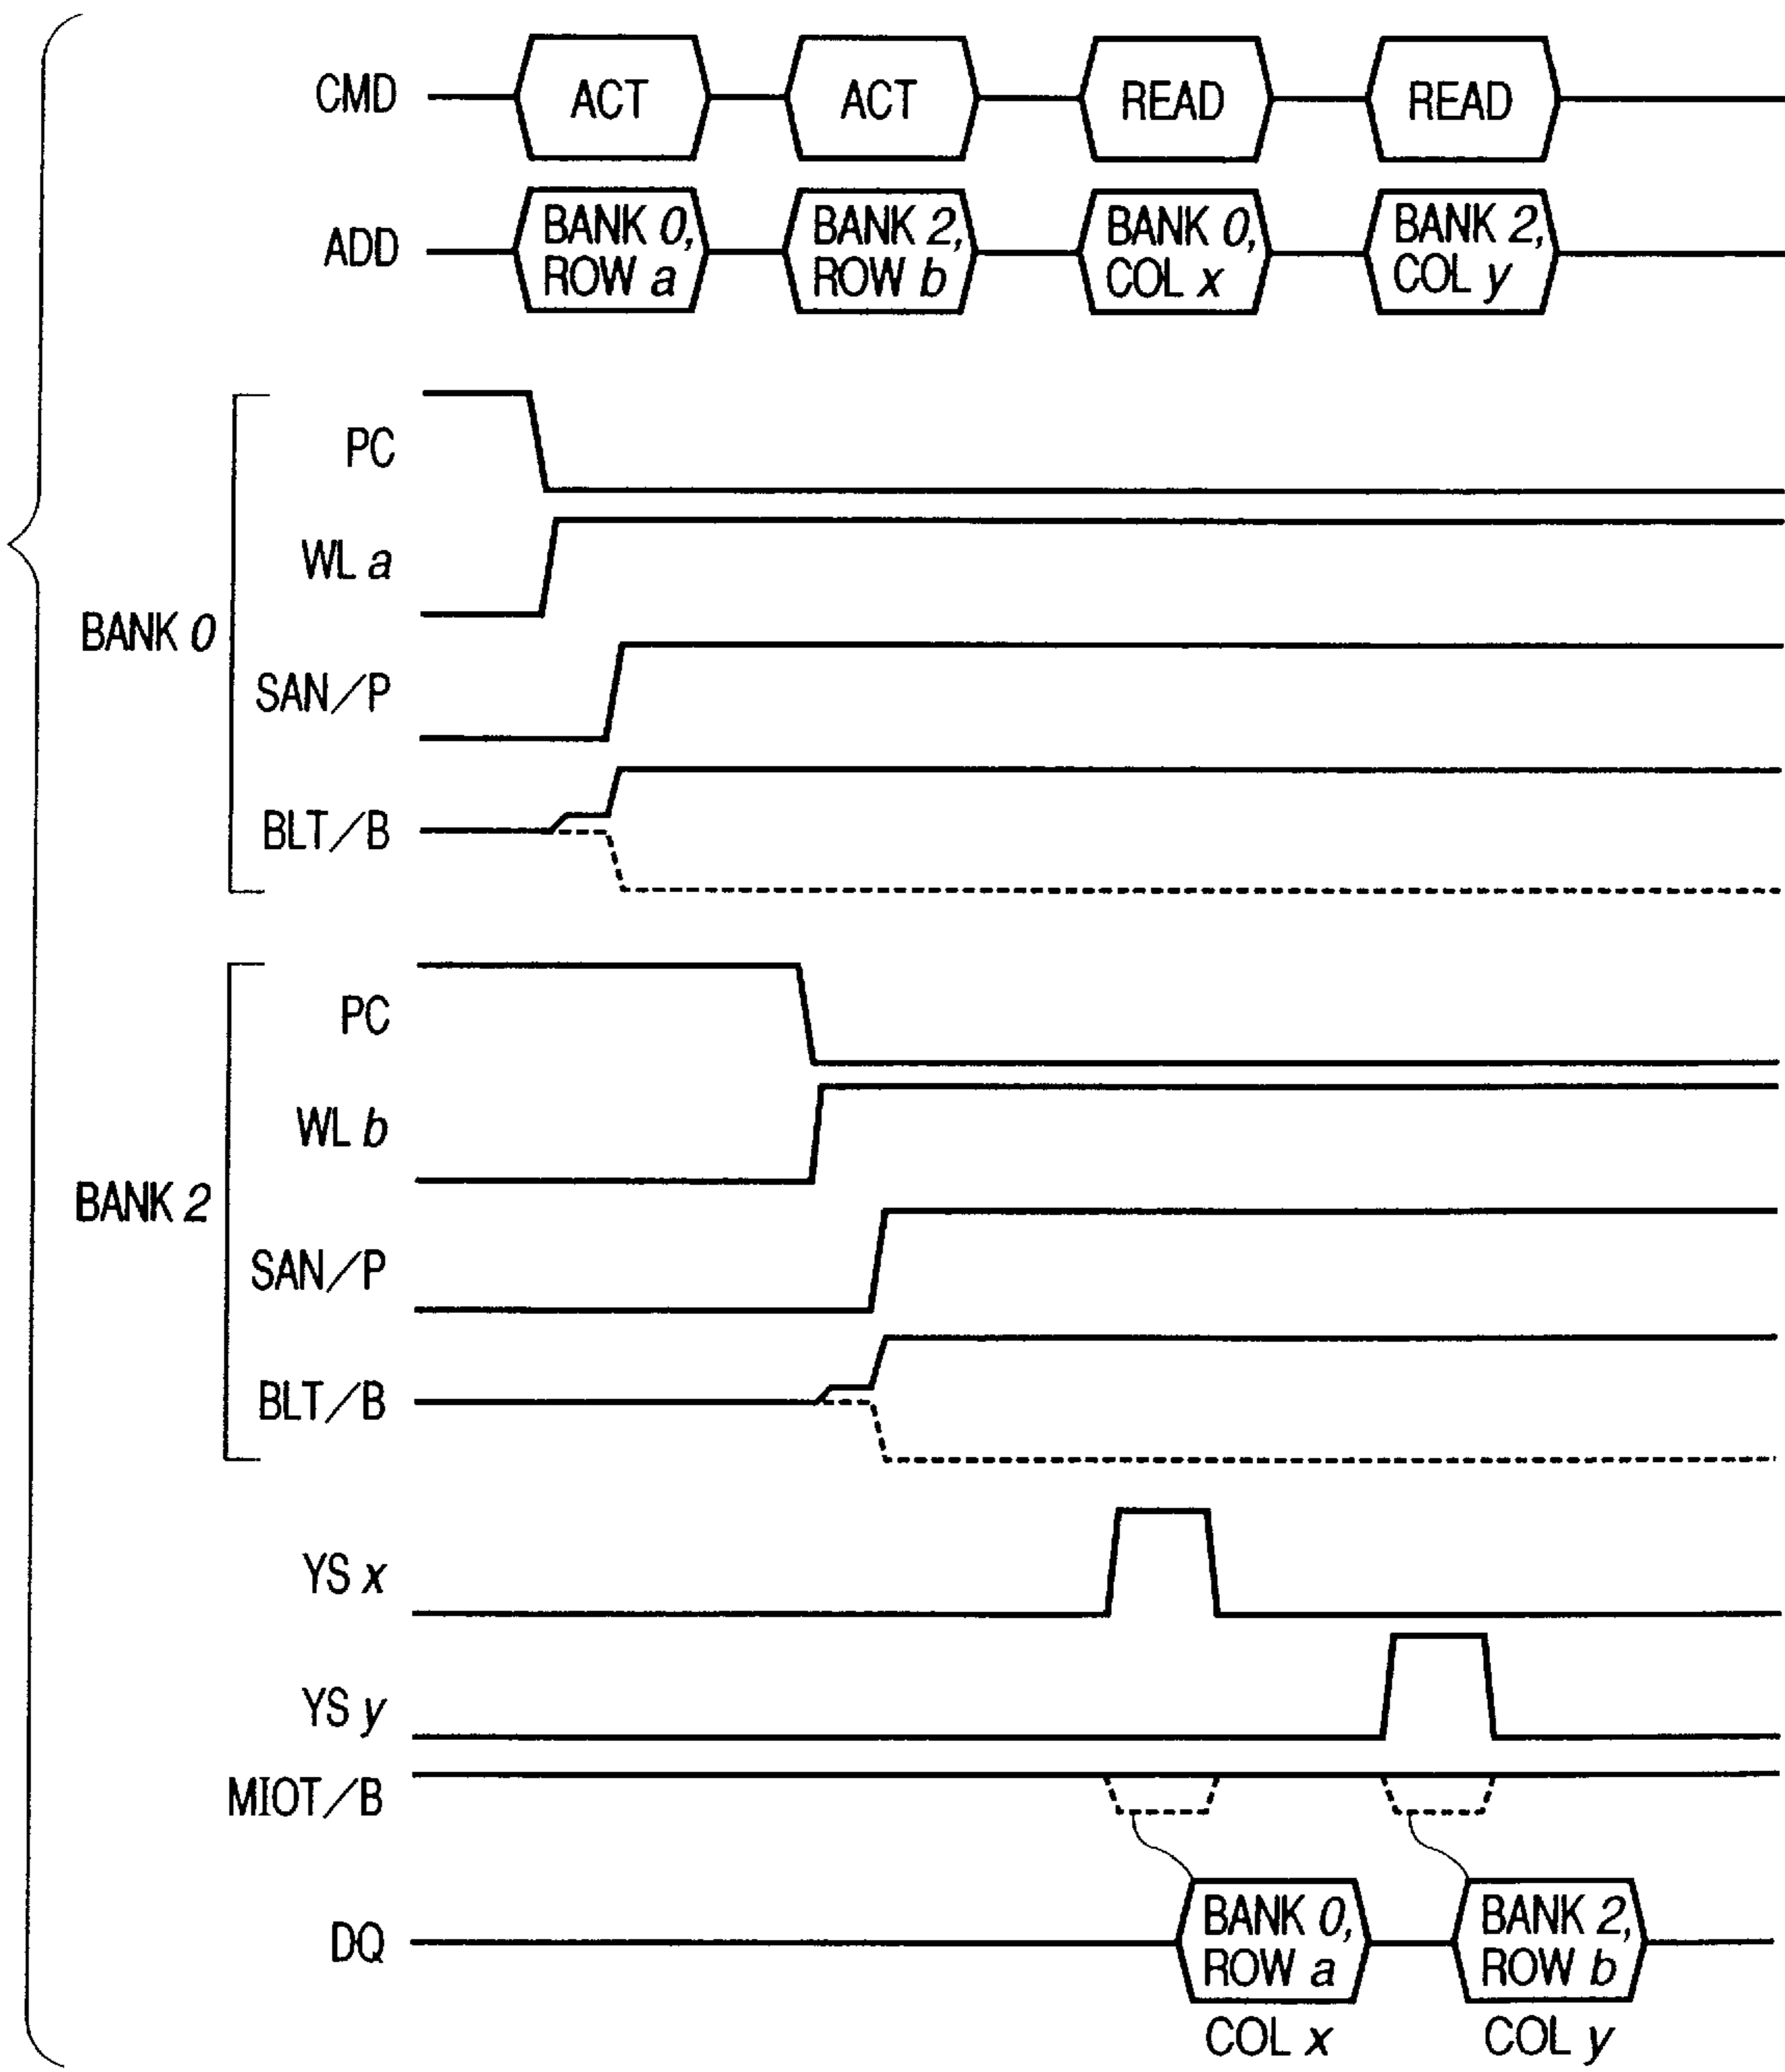 CMD ACT ACT READ READ
ADD BANK 0, BANK 2, BANK 0, BANK 2,
ROW a ROW b COL x COL y
BANK 0
PC
WL a
SAN/P
BLT/B
BANK 2
PC
WL b
SAN/P
BLT/B
YS x
YS y
MIOT/B
DQ BANK 0, BANK 2,
ROW a ROW b
COL x COL y